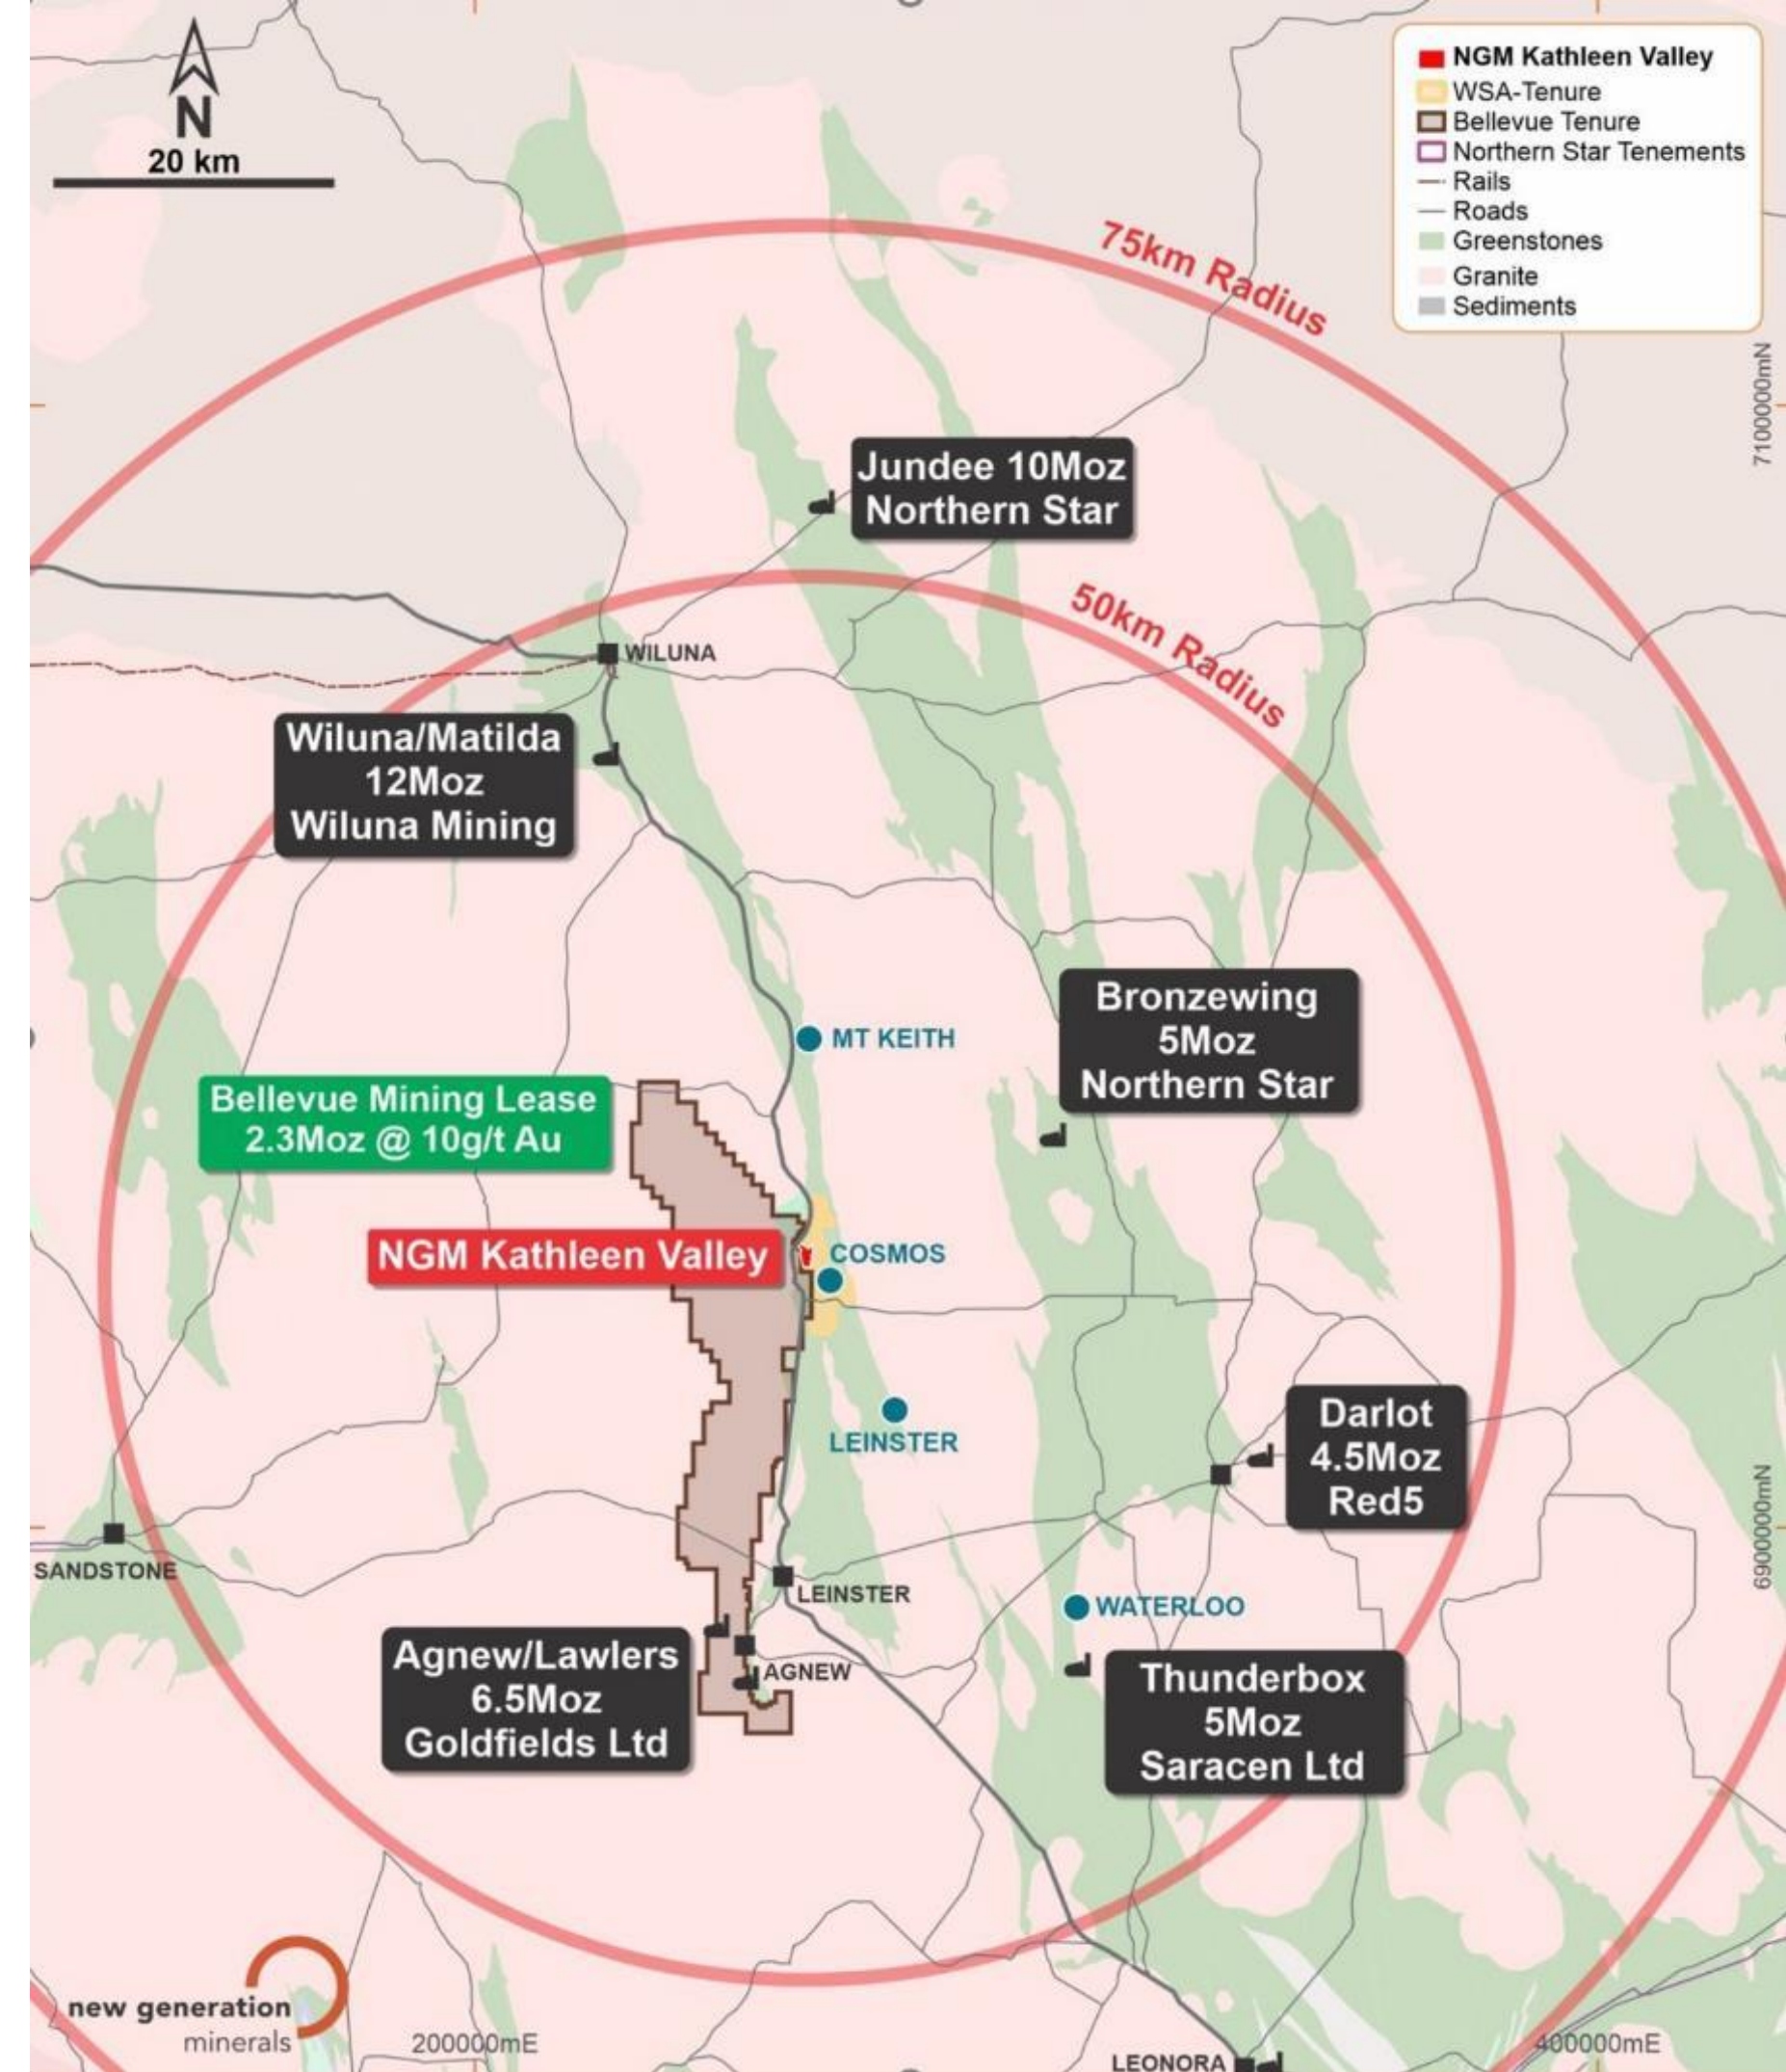 N
20 km
NGM Kathleen Valley
WSA-Tenure
Bellevue Tenure
Northern Star Tenements
Rails
Roads
Greenstones
Granite
Sediments
75km Radius
7100000mN
Jundee 10Moz
Northern Star
50km Radius
WILUNA
Wiluna/Matilda
12Moz
Wiluna Mining
Bronzewing
5Moz
Northern Star
MT KEITH
Bellevue Mining Lease
2.3Moz @ 10g/t Au
NGM Kathleen Valley
COSMOS
LEINSTER
Darlot
4.5Moz
Red5
6900000mN
SANDSTONE
LEINSTER
WATERLOO
Agnew/Lawlers
6.5Moz
Goldfields Ltd
AGNEW
Thunderbox
5Moz
Saracen Ltd
new generation
minerals
200000mE
400000mE
LEONORA